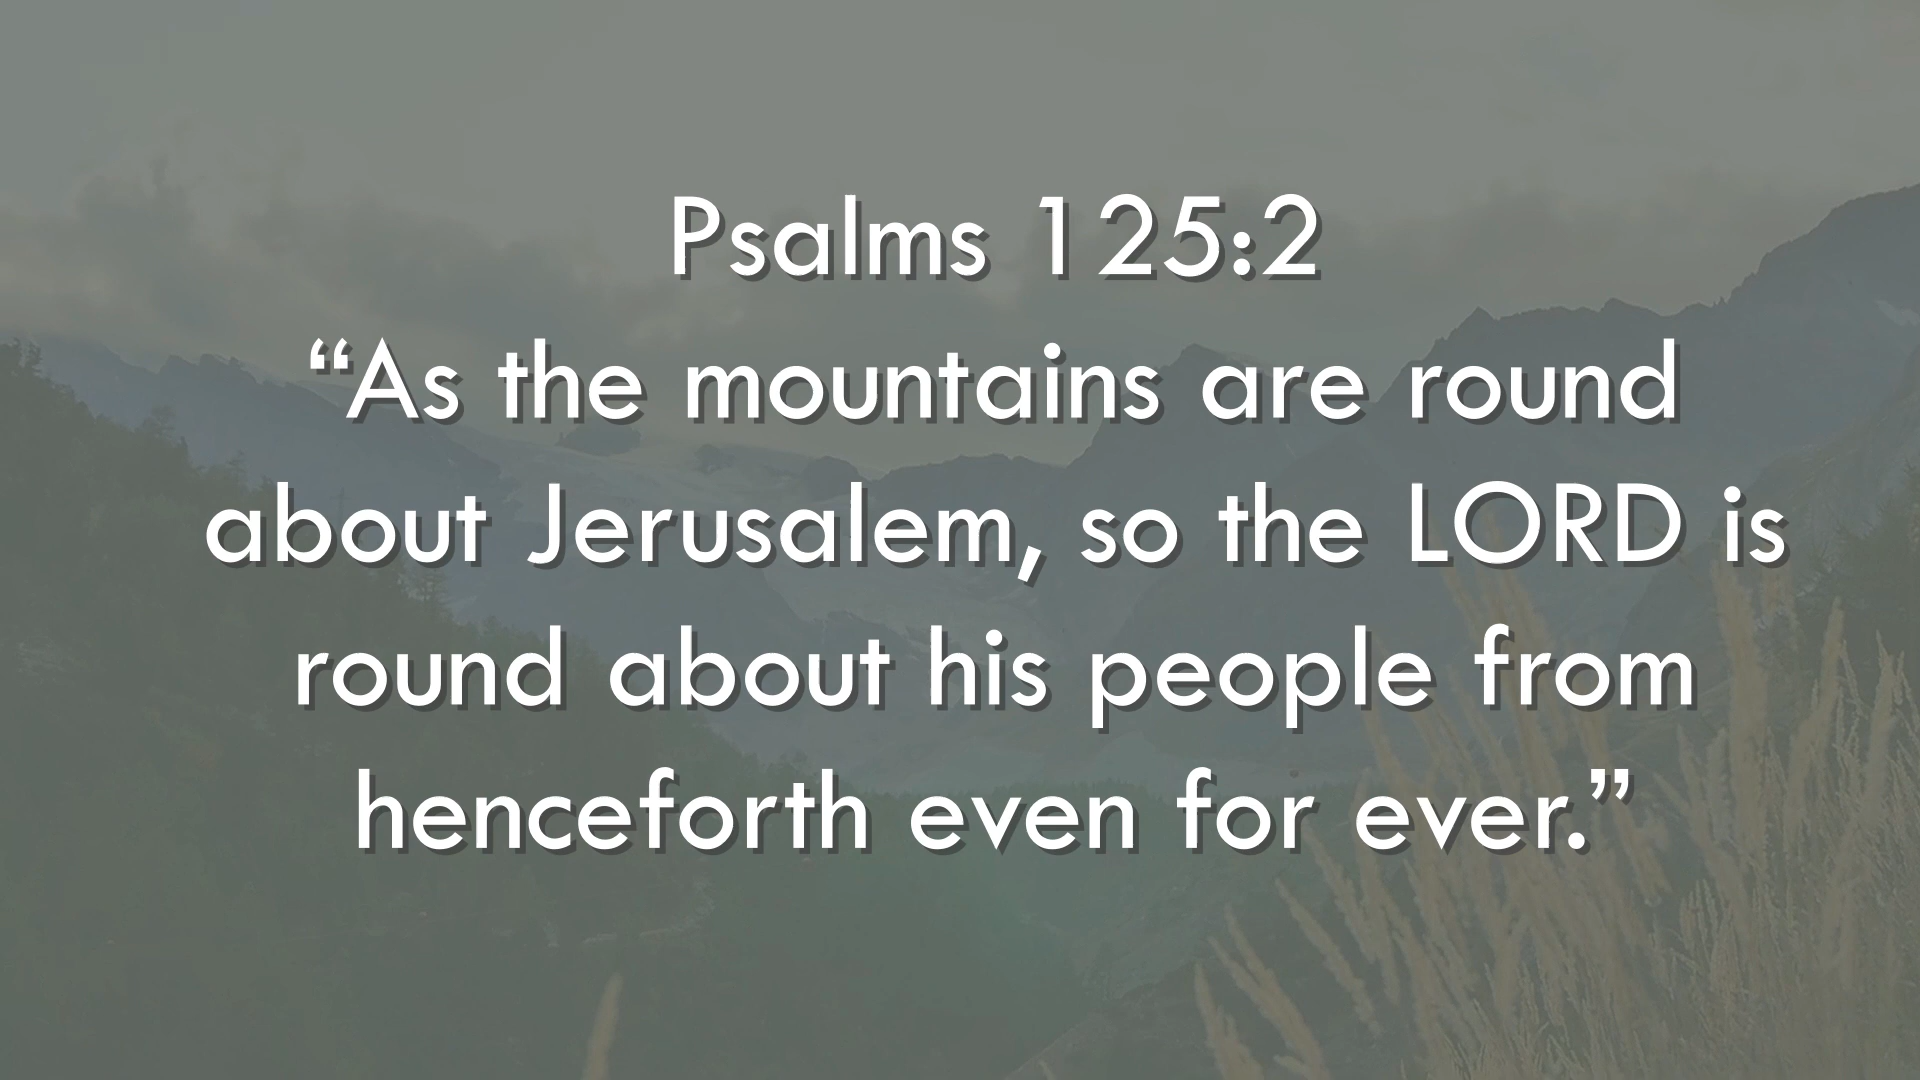 Psalms 125:2
“As the mountains are round
about Jerusalem, so the LORD is
round about his people from
henceforth even for ever.”